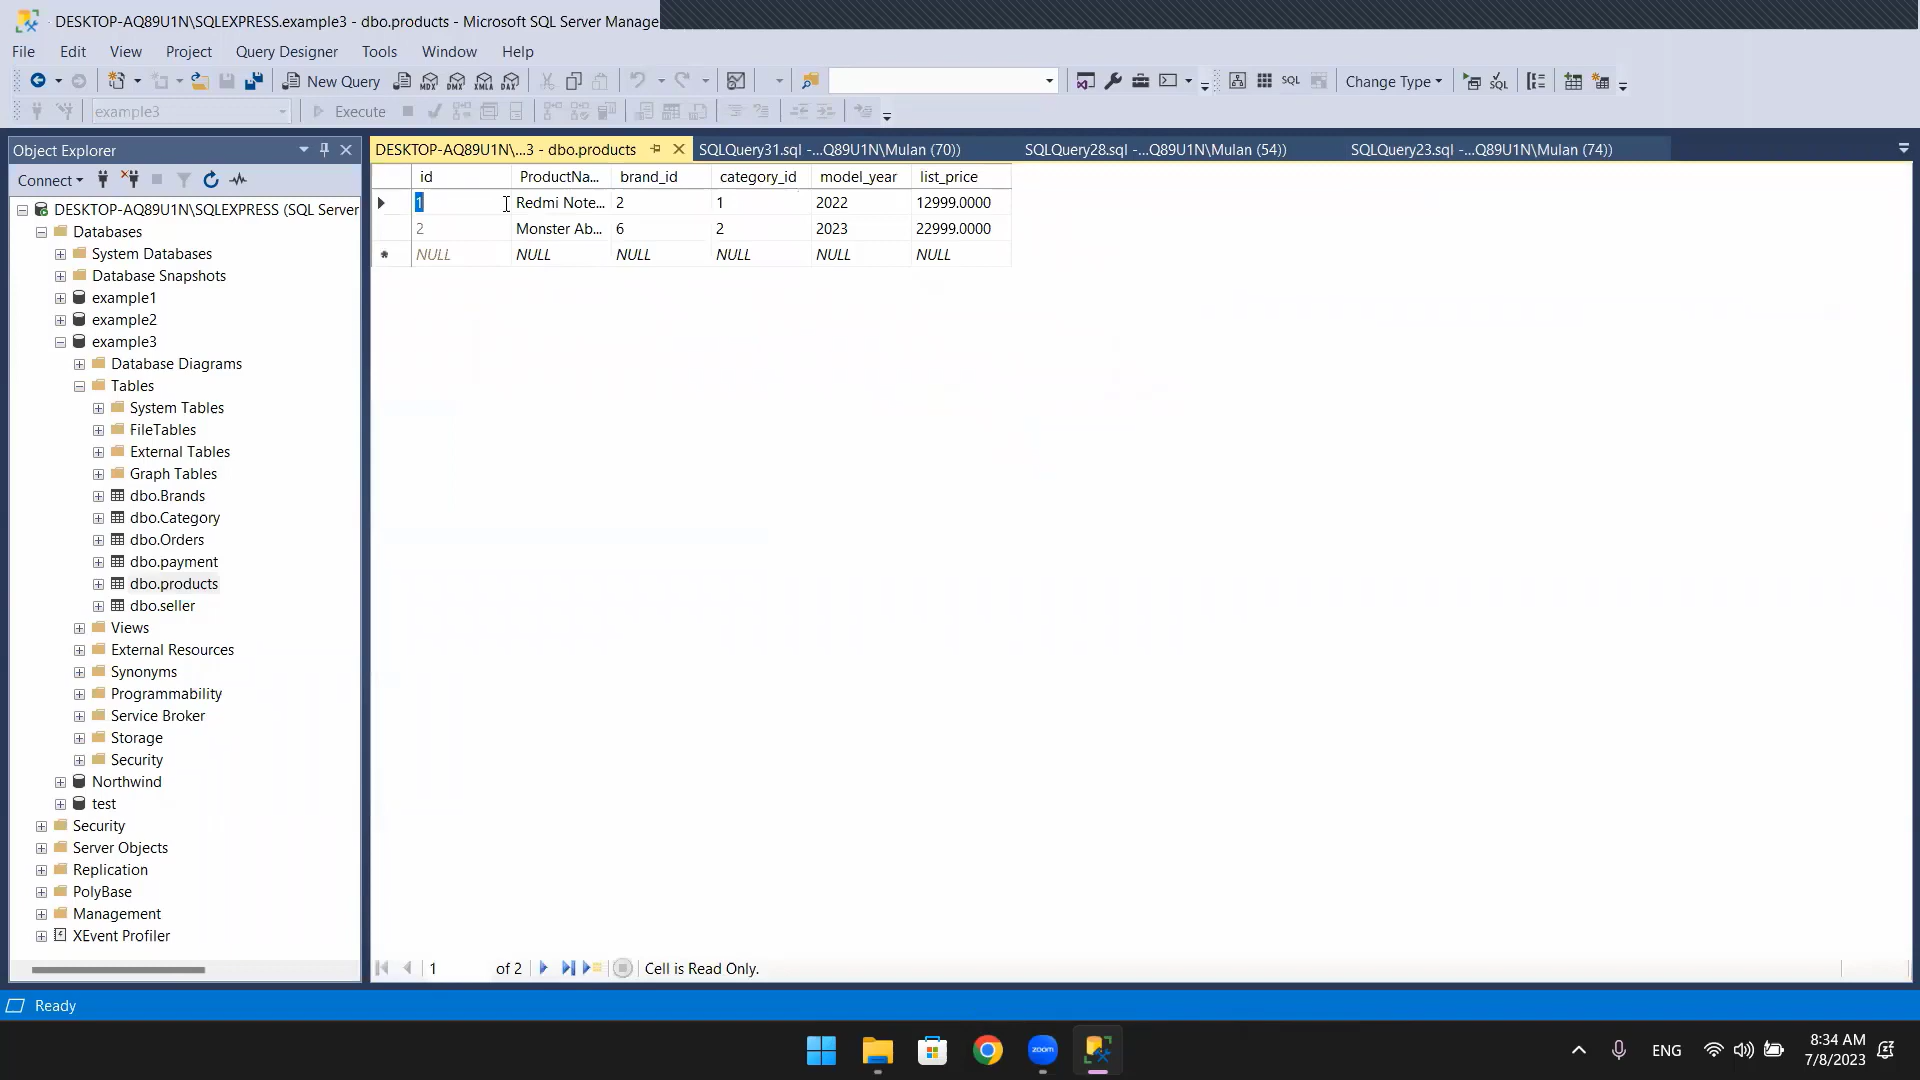 DESKTOP-AQ89U1N\SQLEXPRESS.example3 - dbo.products - Microsoft SQL Server Manage
File Edit View Project Query Designer Tools Window Help
New Query MDX DMX XMLA DAX SQL Change Type
example3 Execute
Object Explorer
Connect
DESKTOP-AQ89U1N\SQLEXPRESS (SQL Server
Databases
System Databases
Database Snapshots
example1
example2
example3
Database Diagrams
Tables
System Tables
FileTables
External Tables
Graph Tables
dbo.Brands
dbo.Category
dbo.Orders
dbo.payment
dbo.products
dbo.seller
Views
External Resources
Synonyms
Programmability
Service Broker
Storage
Security
Northwind
test
Security
Server Objects
Replication
PolyBase
Management
XEvent Profiler
DESKTOP-AQ89U1N\...3 - dbo.products SQLQuery31.sql -...Q89U1N\Mulan (70)) SQLQuery28.sql -...Q89U1N\Mulan (54)) SQLQuery23.sql -...Q89U1N\Mulan (74))
id ProductNa... brand_id category_id model_year list_price
1 Redmi Note... 2 1 2022 12999.0000
2 Monster Ab... 6 2 2023 22999.0000
NULL NULL NULL NULL NULL NULL
1 of 2 Cell is Read Only.
Ready
zoom ENG 8:34 AM
7/8/2023